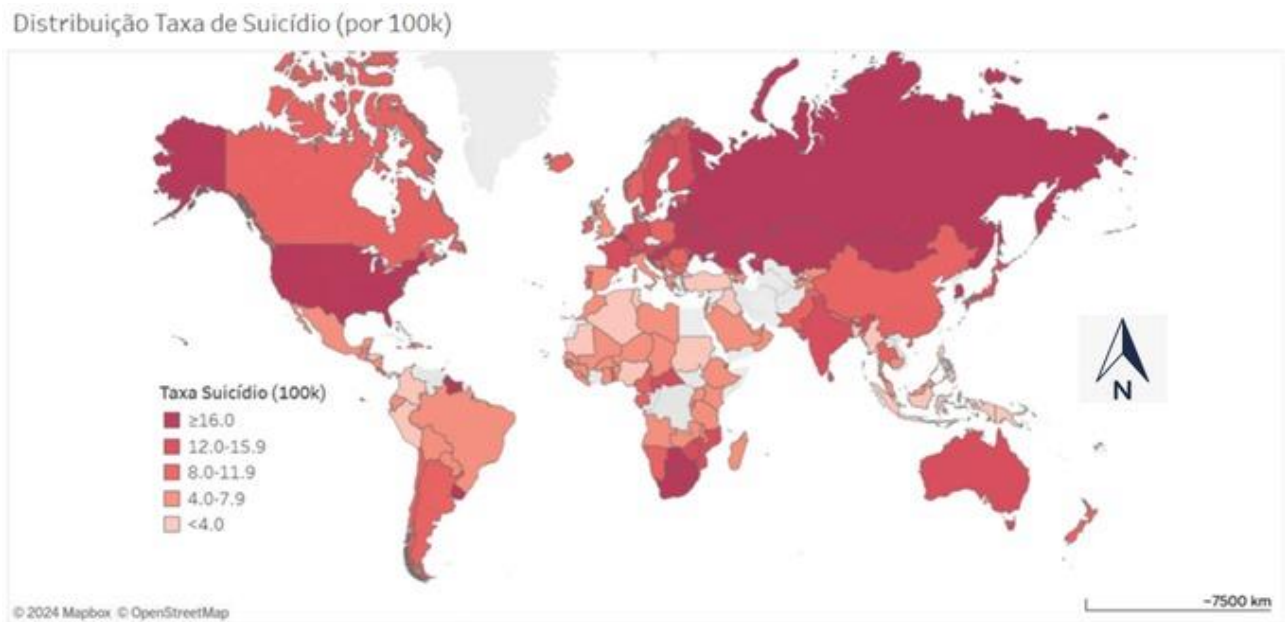 Distribuição Taxa de Suicídio (por 100k)
N
Taxa Suicídio (100k)
≥16.0
12.0-15.9
8.0-11.9
4.0-7.9
<4.0
~7500 km
© 2024 Mapbox © OpenStreetMap